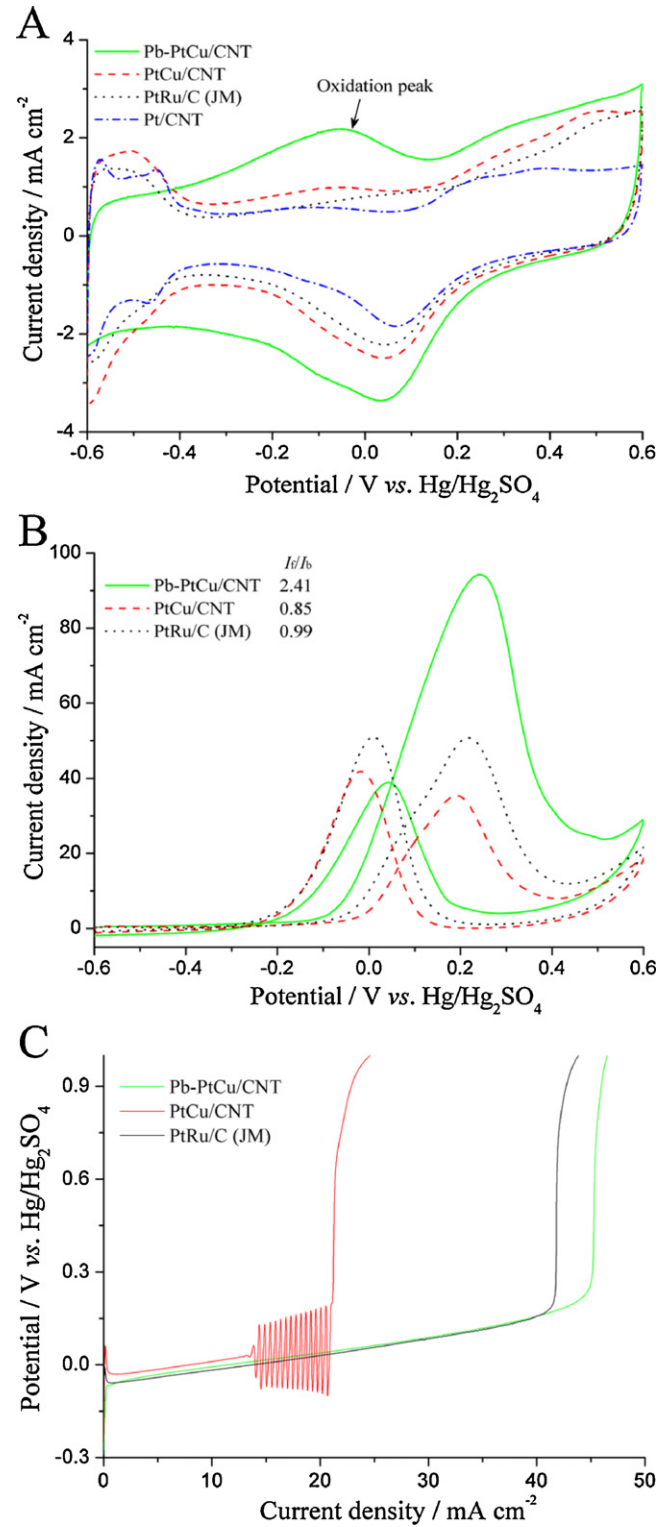 A
Pb-PtCu/CNT
PtCu/CNT
PtRu/C (JM)
Pt/CNT
Oxidation peak
4
2
0
-2
-4
Current density / mA cm⁻²
-0.6 -0.4 -0.2 0.0 0.2 0.4 0.6
Potential / V vs. Hg/Hg₂SO₄
B
I_f/I_b
Pb-PtCu/CNT 2.41
PtCu/CNT 0.85
PtRu/C (JM) 0.99
100
80
60
40
20
0
Current density / mA cm⁻²
-0.6 -0.4 -0.2 0.0 0.2 0.4 0.6
Potential / V vs. Hg/Hg₂SO₄
C
Pb-PtCu/CNT
PtCu/CNT
PtRu/C (JM)
0.9
0.6
0.3
0.0
-0.3
Potential / V vs. Hg/Hg₂SO₄
0 10 20 30 40 50
Current density / mA cm⁻²